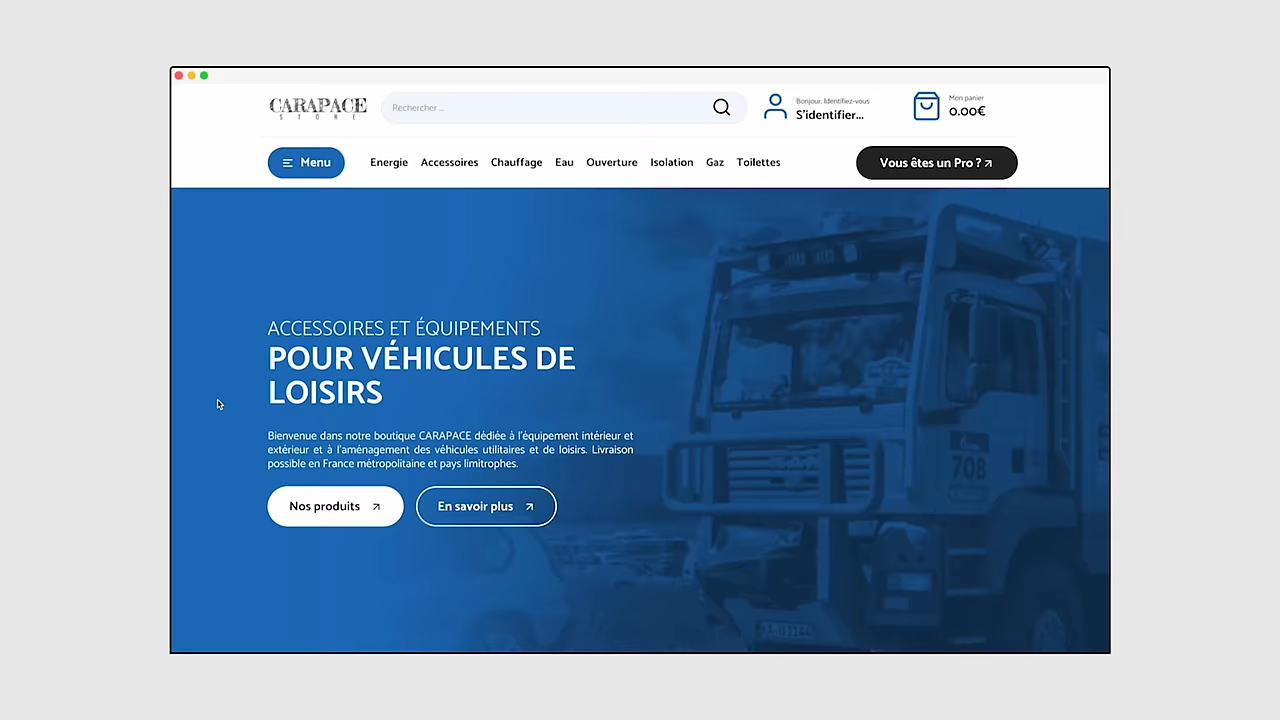 CARAPACE
STORE
Rechercher ...
Bonjour, Identifiez-vous
S'identifier...
Mon panier
0.00€
Menu
Energie
Accessoires
Chauffage
Eau
Ouverture
Isolation
Gaz
Toilettes
Vous êtes un Pro ?
ACCESSOIRES ET ÉQUIPEMENTS
POUR VÉHICULES DE
LOISIRS
Bienvenue dans notre boutique CARAPACE dédiée à l'équipement intérieur et
extérieur et à l'aménagement des véhicules utilitaires et de loisirs. Livraison
possible en France métropolitaine et pays limitrophes.
Nos produits
En savoir plus
708